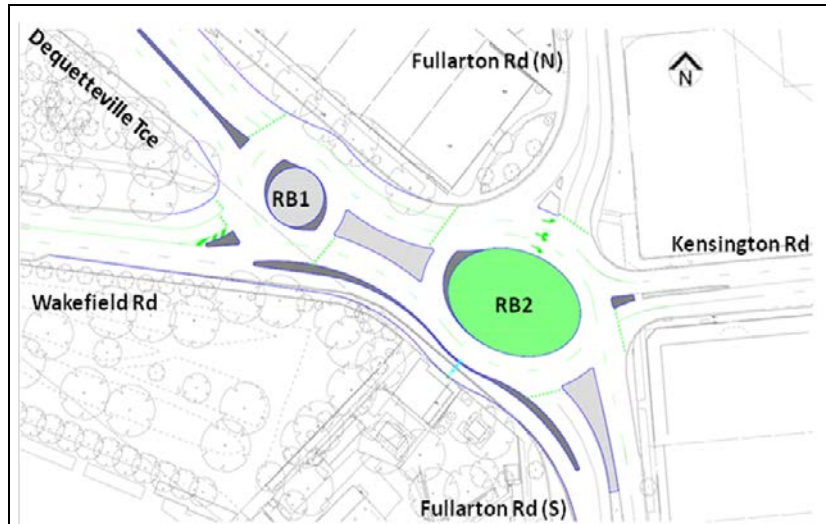 Dequetteville Tce
Fullarton Rd (N)
N
RB1
Kensington Rd
RB2
Wakefield Rd
Fullarton Rd (S)